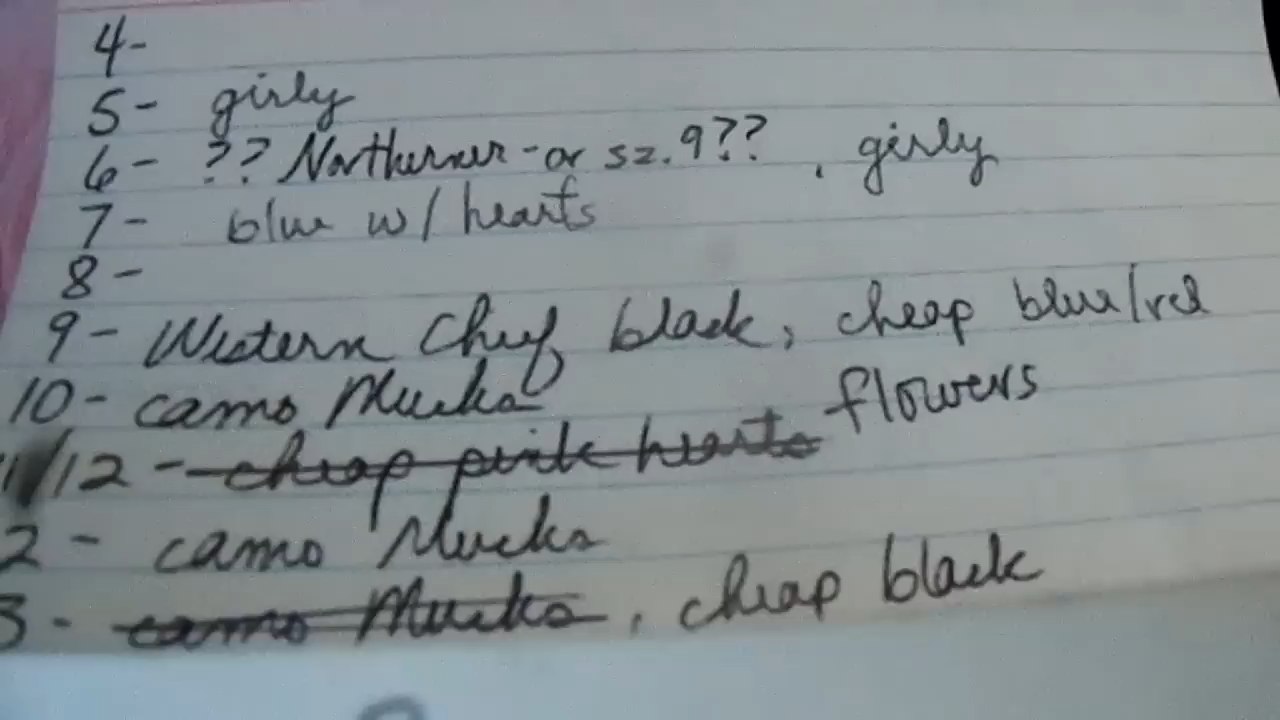 4-
5- girly
6- ?? Northerner - or sz. 9?? , girly
7- blue w/ hearts
8-
9- Western Chief, black, cheap blue/red
10- camo Mucks
11/12 - cheap pink hearts flowers
2- camo Mucks
3- camo Mucks, cheap black